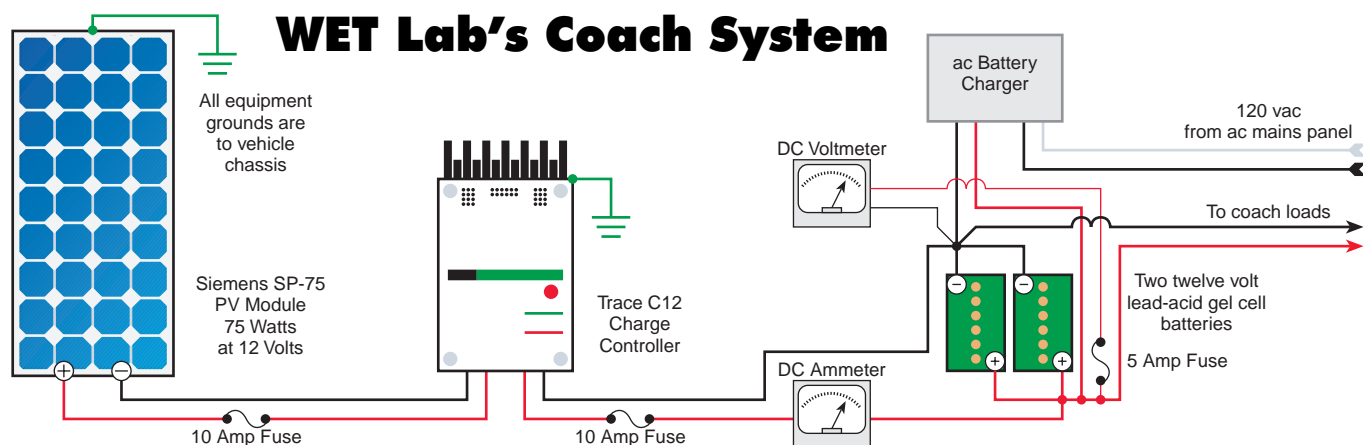 WET Lab's Coach System
All equipment
grounds are
to vehicle
chassis
Siemens SP-75
PV Module
75 Watts
at 12 Volts
+
−
10 Amp Fuse
Trace C12
Charge
Controller
10 Amp Fuse
DC Voltmeter
DC Ammeter
ac Battery
Charger
120 vac
from ac mains panel
To coach loads
−
−
+
+
Two twelve volt
lead-acid gel cell
batteries
5 Amp Fuse